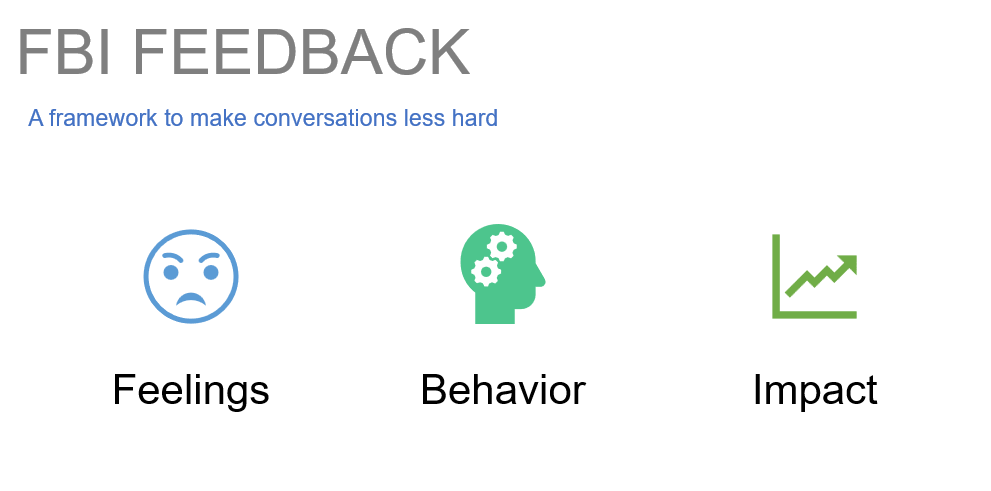 FBI FEEDBACK
A framework to make conversations less hard
Feelings
Behavior
Impact